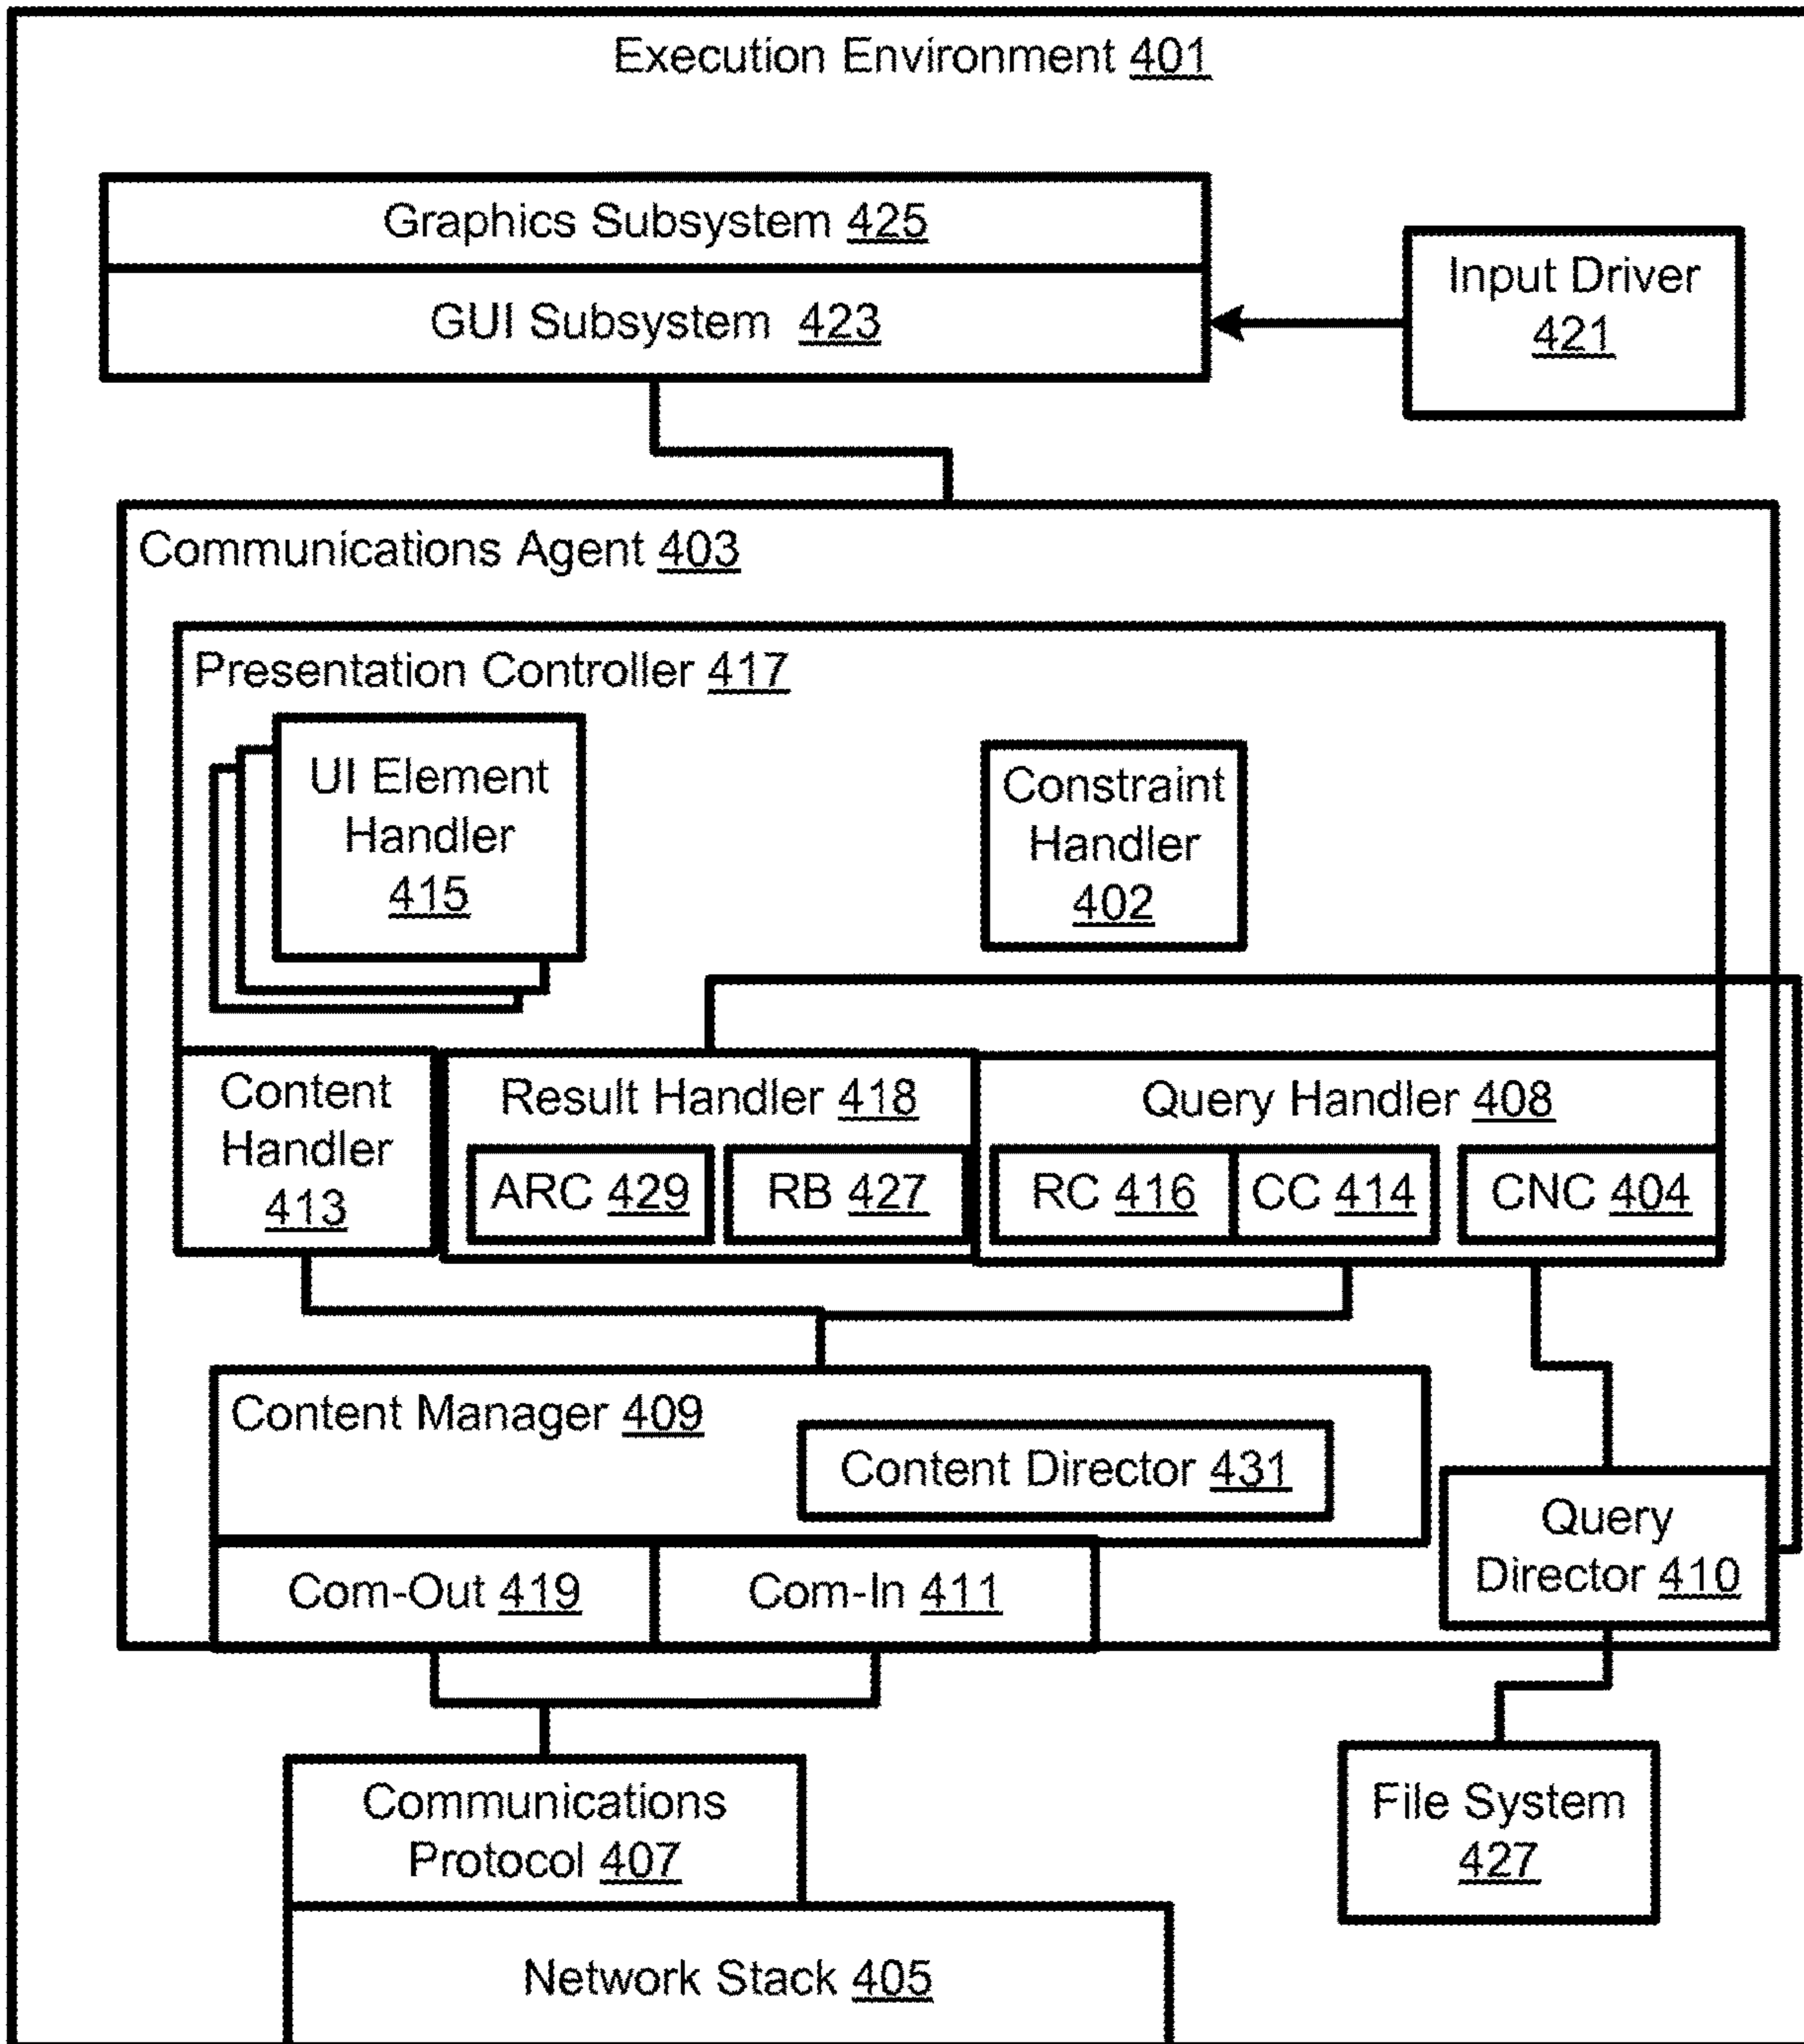 Execution Environment 401
Graphics Subsystem 425
GUI Subsystem 423
Input Driver
421
Communications Agent 403
Presentation Controller 417
UI Element
Handler
415
Constraint
Handler
402
Content
Handler
413
Result Handler 418
ARC 429
RB 427
Query Handler 408
RC 416
CC 414
CNC 404
Content Manager 409
Content Director 431
Com-Out 419
Com-In 411
Query
Director 410
Communications
Protocol 407
File System
427
Network Stack 405